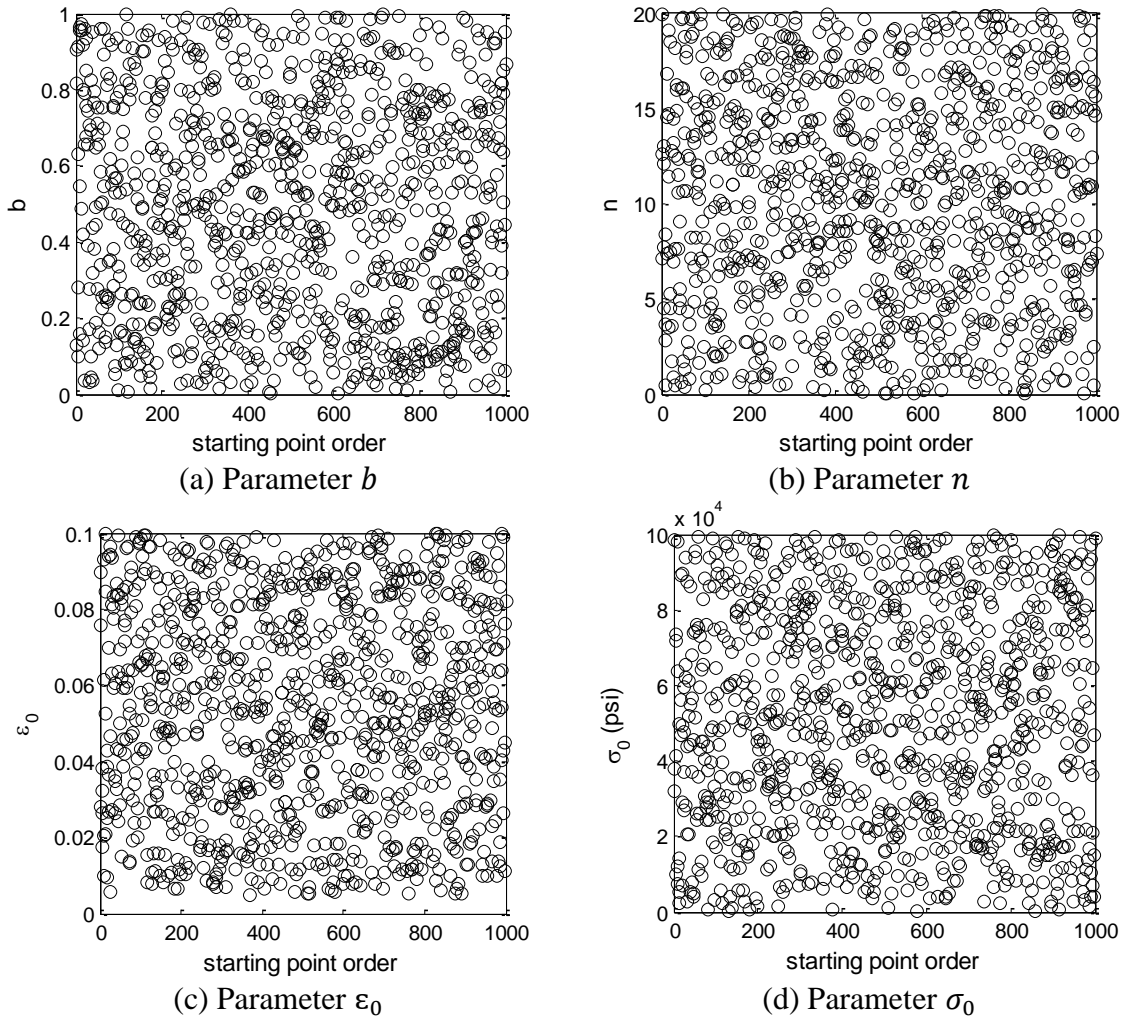 1
0.8
0.6
0.4
0.2
0
b
0 200 400 600 800 1000
starting point order
(a) Parameter b
20
15
10
5
0
n
0 200 400 600 800 1000
starting point order
(b) Parameter n
0.1
0.08
0.06
0.04
0.02
0
ε₀
0 200 400 600 800 1000
starting point order
(c) Parameter ε₀
x 10⁴
10
8
6
4
2
0
σ₀ (psi)
0 200 400 600 800 1000
starting point order
(d) Parameter σ₀